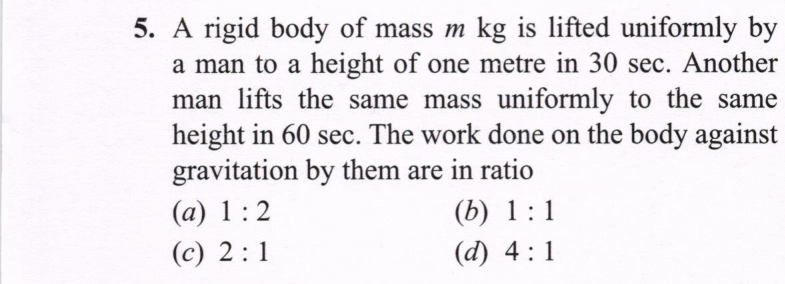 5. A rigid body of mass m kg is lifted uniformly by
a man to a height of one metre in 30 sec. Another
man lifts the same mass uniformly to the same
height in 60 sec. The work done on the body against
gravitation by them are in ratio
(a) 1 : 2 (b) 1 : 1
(c) 2 : 1 (d) 4 : 1